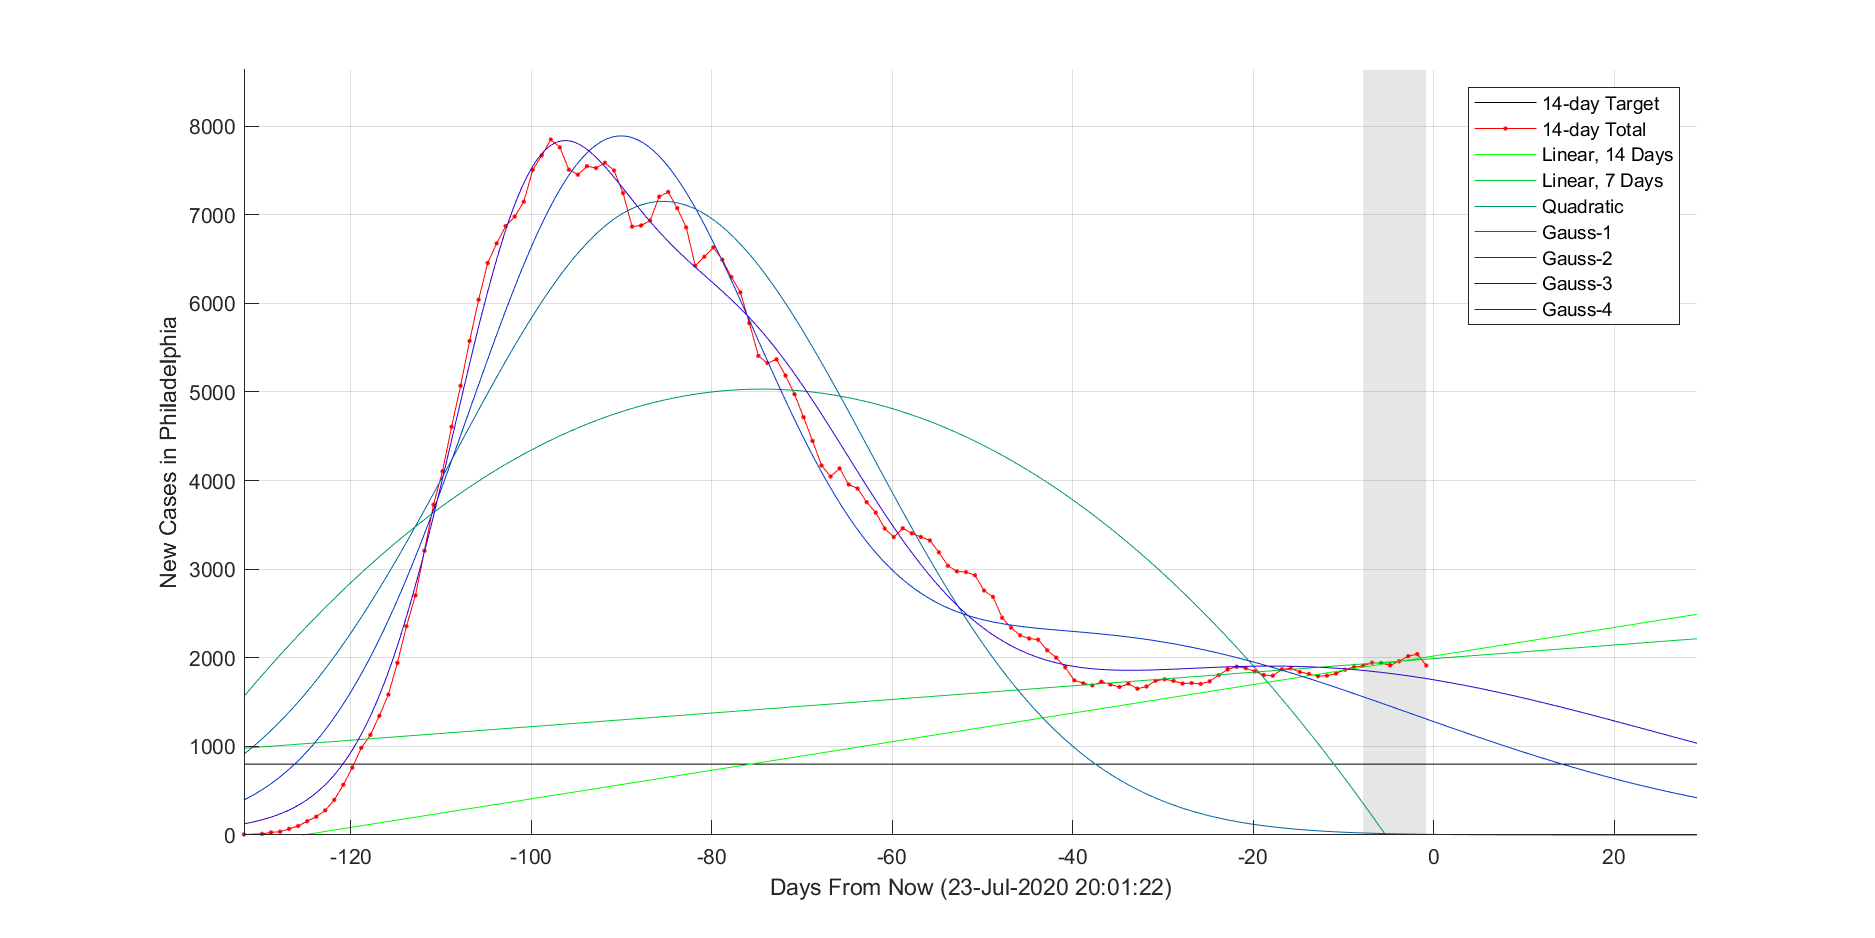 8000
7000
6000
5000
4000
3000
2000
1000
0
New Cases in Philadelphia
14-day Target
14-day Total
Linear, 14 Days
Linear, 7 Days
Quadratic
Gauss-1
Gauss-2
Gauss-3
Gauss-4
-120 -100 -80 -60 -40 -20 0 20
Days From Now (23-Jul-2020 20:01:22)